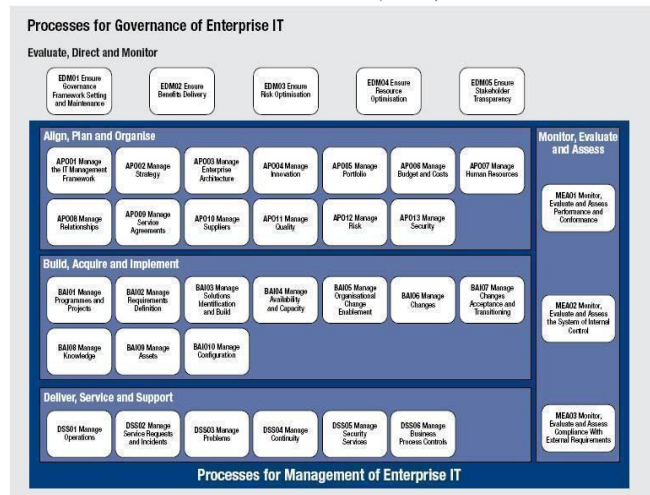 Processes for Governance of Enterprise IT
Evaluate, Direct and Monitor
EDM01 Ensure
Governance
Framework Setting
and Maintenance
EDM02 Ensure
Benefits Delivery
EDM03 Ensure
Risk Optimisation
EDM04 Ensure
Resource
Optimisation
EDM05 Ensure
Stakeholder
Transparency
Align, Plan and Organise
APO01 Manage
the IT Management
Framework
APO02 Manage
Strategy
APO03 Manage
Enterprise
Architecture
APO04 Manage
Innovation
APO05 Manage
Portfolio
APO06 Manage
Budget and Costs
APO07 Manage
Human Resources
APO08 Manage
Relationships
APO09 Manage
Service
Agreements
APO10 Manage
Suppliers
APO11 Manage
Quality
APO12 Manage
Risk
APO13 Manage
Security
Build, Acquire and Implement
BAI01 Manage
Programmes and
Projects
BAI02 Manage
Requirements
Definition
BAI03 Manage
Solutions
Identification
and Build
BAI04 Manage
Availability
and Capacity
BAI05 Manage
Organisational
Change
Enablement
BAI06 Manage
Changes
BAI07 Manage
Changes
Acceptance and
Transitioning
BAI08 Manage
Knowledge
BAI09 Manage
Assets
BAI010 Manage
Configuration
Deliver, Service and Support
DSS01 Manage
Operations
DSS02 Manage
Service Requests
and Incidents
DSS03 Manage
Problems
DSS04 Manage
Continuity
DSS05 Manage
Security
Services
DSS06 Manage
Business
Process Controls
Monitor, Evaluate
and Assess
MEA01 Monitor,
Evaluate and Assess
Performance and
Conformance
MEA02 Monitor,
Evaluate and Assess
the System of Internal
Control
MEA03 Monitor,
Evaluate and Assess
Compliance With
External Requirements
Processes for Management of Enterprise IT